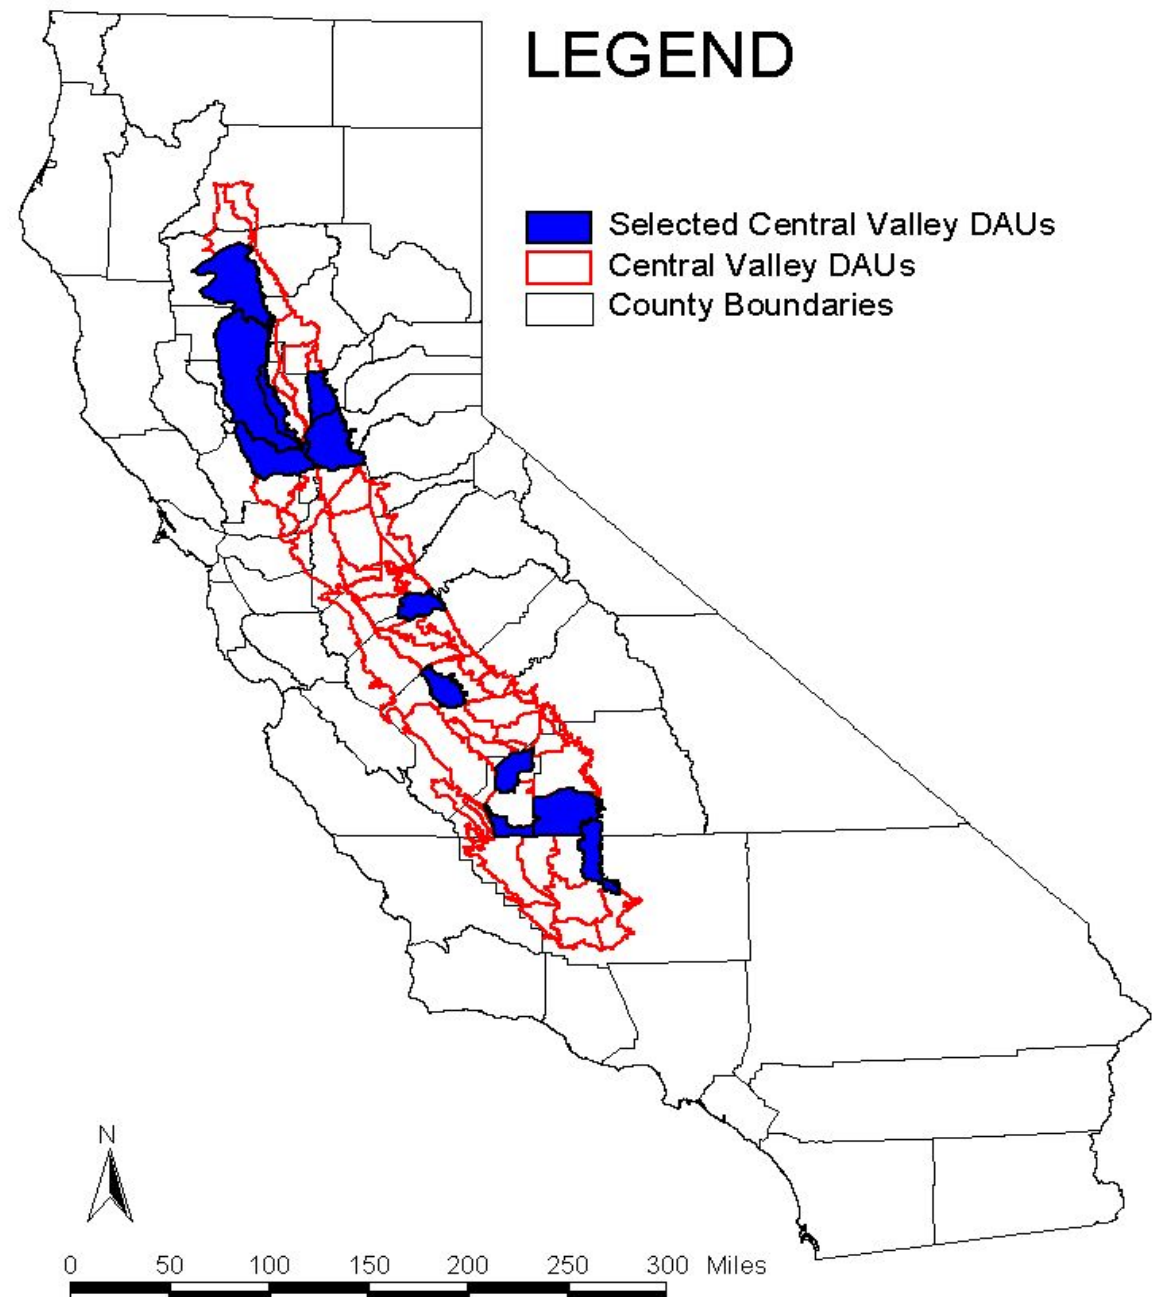 LEGEND
Selected Central Valley DAUs
Central Valley DAUs
County Boundaries
N
0 50 100 150 200 250 300 Miles